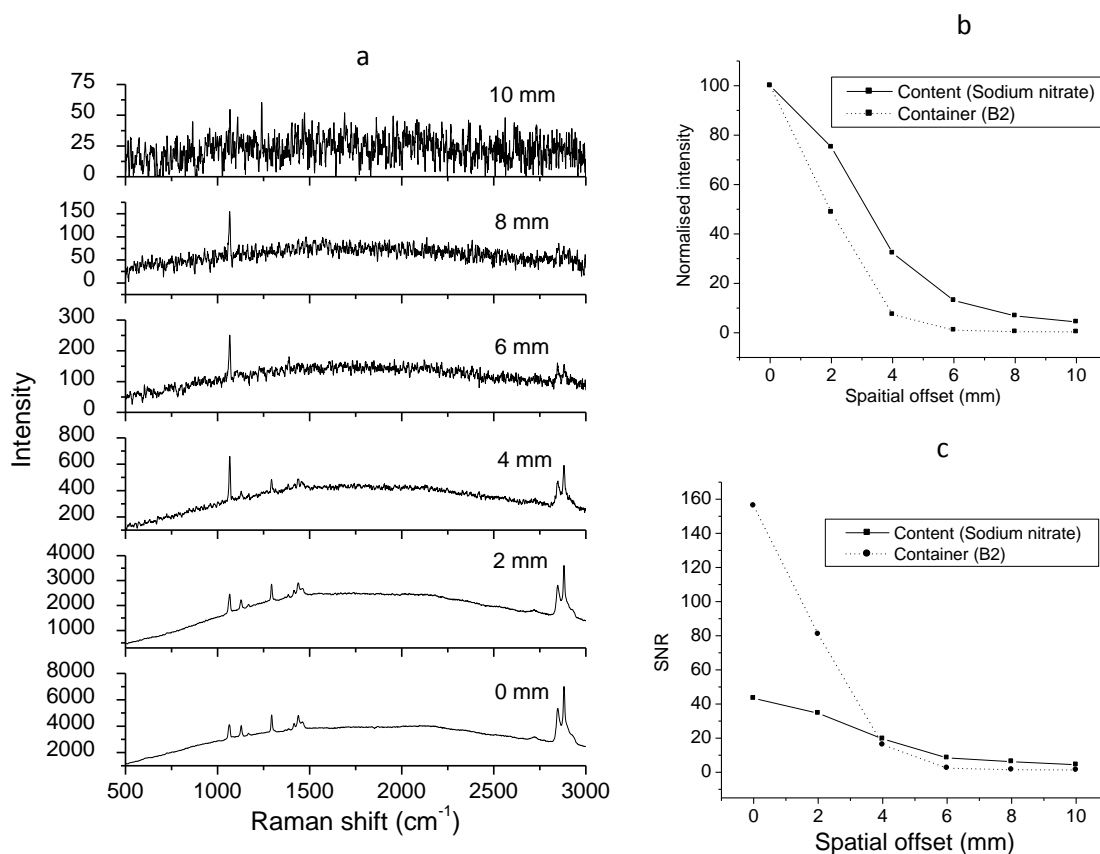 a
75
50
25
0
10 mm
150
100
50
0
8 mm
300
200
100
0
6 mm
800
600
400
200
4 mm
4000
3000
2000
1000
2 mm
8000
6000
4000
2000
0 mm
500 1000 1500 2000 2500 3000
Intensity
Raman shift (cm⁻¹)
b
100
80
60
40
20
0
Content (Sodium nitrate)
Container (B2)
Normalised intensity
0 2 4 6 8 10
Spaitial offset (mm)
c
160
140
120
100
80
60
40
20
0
Content (Sodium nitrate)
Container (B2)
SNR
0 2 4 6 8 10
Spatial offset (mm)